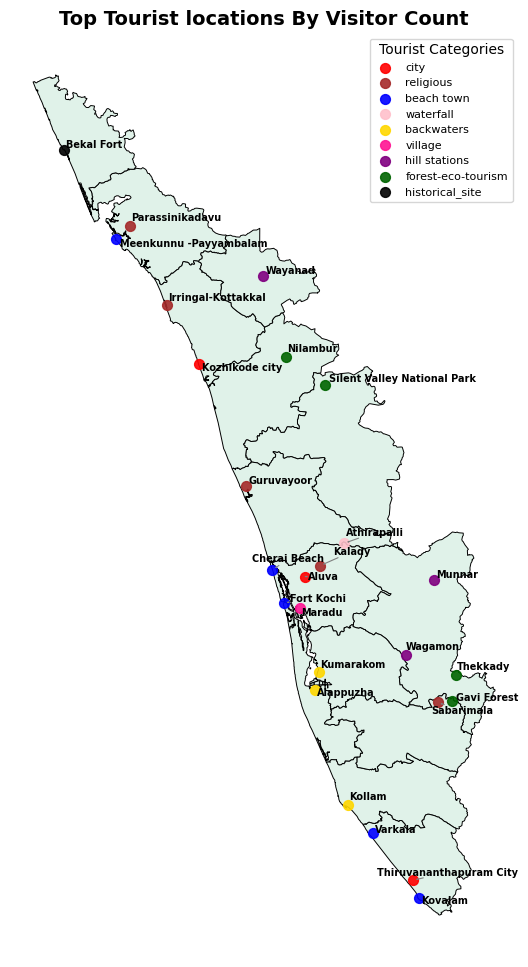 Top Tourist locations By Visitor Count
Tourist Categories
city
religious
beach town
waterfall
backwaters
village
hill stations
forest-eco-tourism
historical_site
Bekal Fort
Parassinikadavu
Meenkunnu -Payyambalam
Wayanad
Irringal-Kottakkal
Nilambur
Kozhikode city
Silent Valley National Park
Guruvayoor
Athirapalli
Kalady
Cherai Beach
Aluva
Munnar
Fort Kochi
Maradu
Wagamon
Kumarakom
Thekkady
Alappuzha
Gavi Forest
Sabarimala
Kollam
Varkala
Thiruvananthapuram City
Kovalam